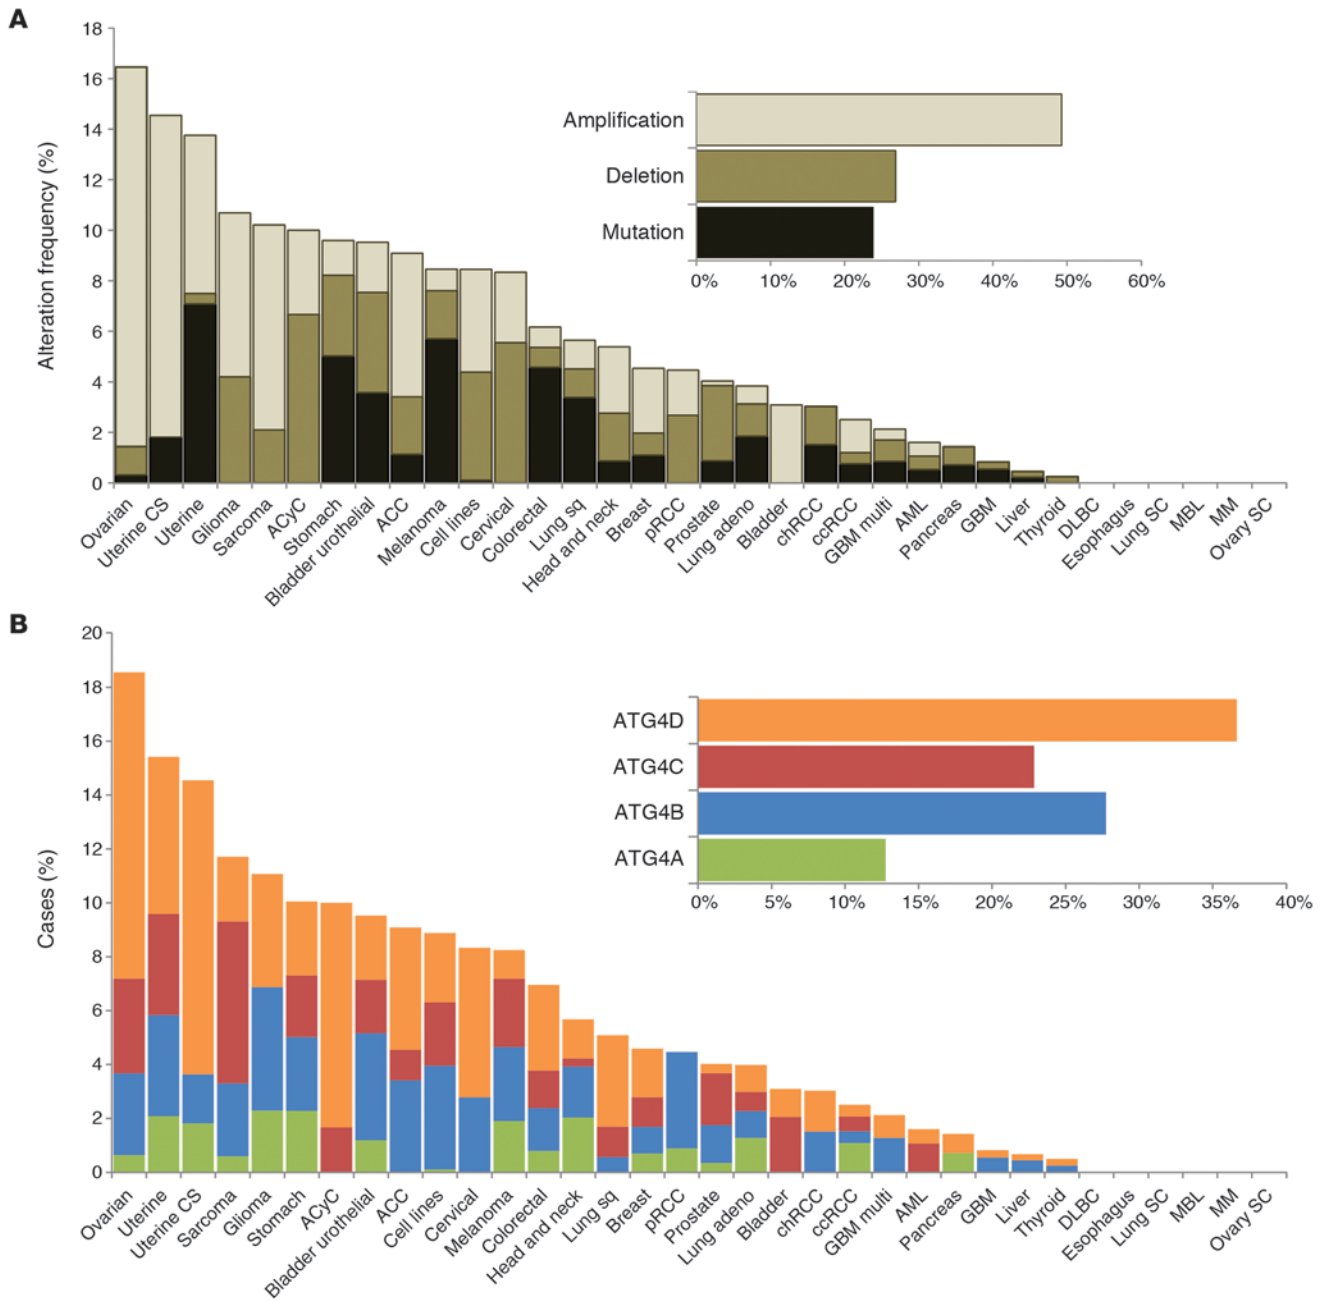 A
18
16
14
12
10
8
6
4
2
0
Alteration frequency (%)
Amplification
Deletion
Mutation
0% 10% 20% 30% 40% 50% 60%
Ovarian
Uterine CS
Uterine
Glioma
Sarcoma
ACyC
Stomach
Bladder urothelial
ACC
Melanoma
Cell lines
Cervical
Colorectal
Lung sq
Head and neck
Breast
pRCC
Prostate
Lung adeno
Bladder
chRCC
ccRCC
GBM multi
AML
Pancreas
GBM
Liver
Thyroid
DLBC
Esophagus
Lung SC
MBL
MM
Ovary SC
B
20
18
16
14
12
10
8
6
4
2
0
Cases (%)
ATG4D
ATG4C
ATG4B
ATG4A
0% 5% 10% 15% 20% 25% 30% 35% 40%
Ovarian
Uterine
Uterine CS
Sarcoma
Glioma
Stomach
ACyC
Bladder urothelial
ACC
Cell lines
Cervical
Melanoma
Colorectal
Head and neck
Lung sq
Breast
pRCC
Prostate
Lung adeno
Bladder
chRCC
ccRCC
GBM multi
AML
Pancreas
GBM
Liver
Thyroid
DLBC
Esophagus
Lung SC
MBL
MM
Ovary SC